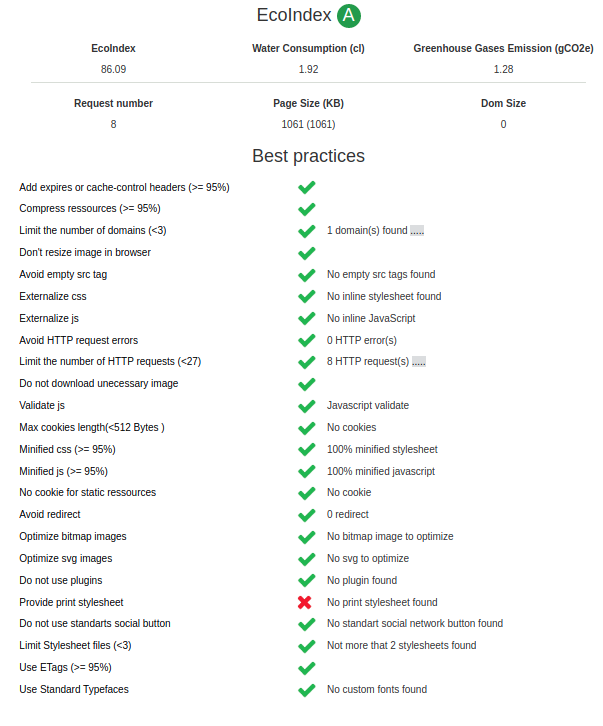 EcoIndex A
EcoIndex Water Consumption (cl) Greenhouse Gases Emission (gCO2e)
86.09 1.92 1.28
Request number Page Size (KB) Dom Size
8 1061 (1061) 0
Best practices
Add expires or cache-control headers (>= 95%)
Compress ressources (>= 95%)
Limit the number of domains (<3) 1 domain(s) found .....
Don't resize image in browser
Avoid empty src tag No empty src tags found
Externalize css No inline stylesheet found
Externalize js No inline JavaScript
Avoid HTTP request errors 0 HTTP error(s)
Limit the number of HTTP requests (<27) 8 HTTP request(s) .....
Do not download unecessary image
Validate js Javascript validate
Max cookies length(<512 Bytes ) No cookies
Minified css (>= 95%) 100% minified stylesheet
Minified js (>= 95%) 100% minified javascript
No cookie for static ressources No cookie
Avoid redirect 0 redirect
Optimize bitmap images No bitmap image to optimize
Optimize svg images No svg to optimize
Do not use plugins No plugin found
Provide print stylesheet No print stylesheet found
Do not use standarts social button No standart social network button found
Limit Stylesheet files (<3) Not more that 2 stylesheets found
Use ETags (>= 95%)
Use Standard Typefaces No custom fonts found